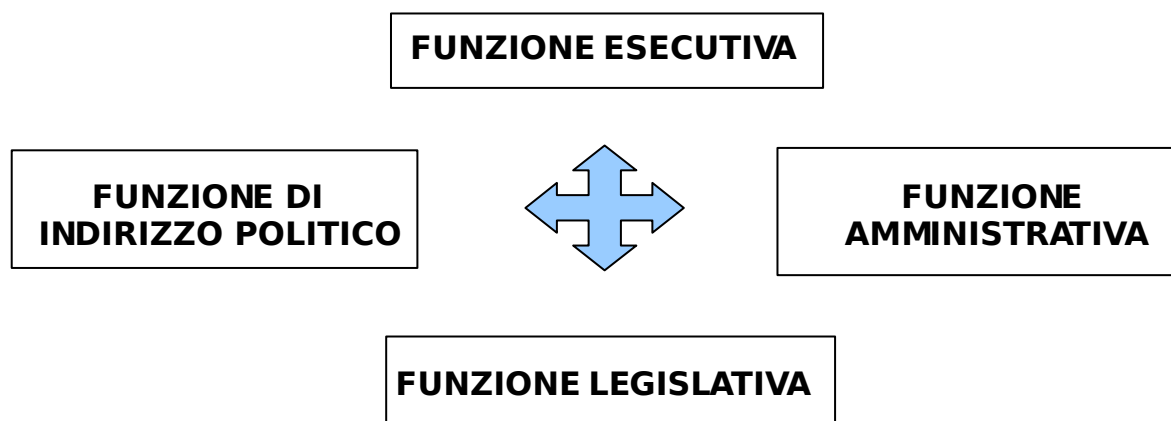 FUNZIONE ESECUTIVA
FUNZIONE DI
INDIRIZZO POLITICO
FUNZIONE
AMMINISTRATIVA
FUNZIONE LEGISLATIVA